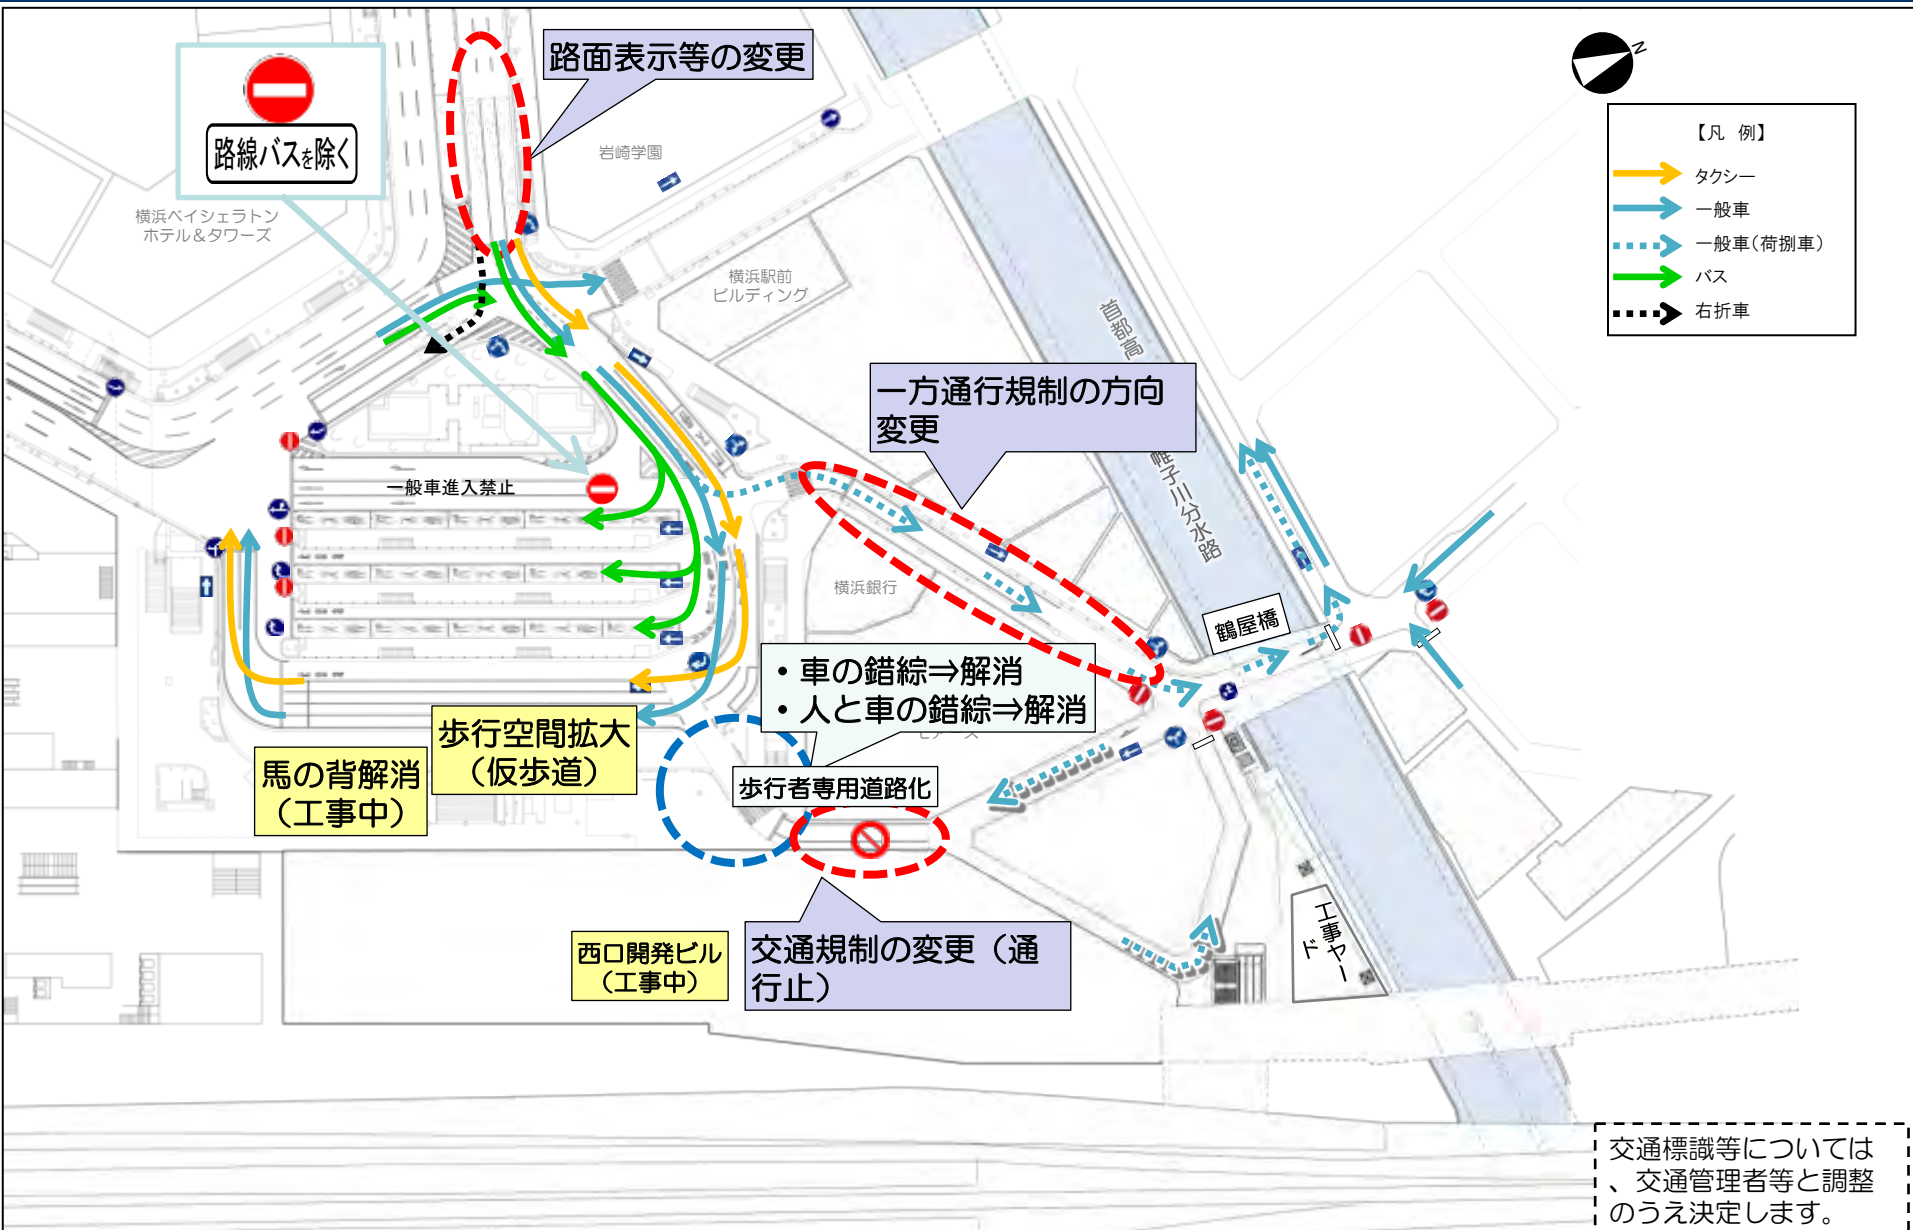 路面表示等の変更
路線バスを除く
岩崎学園
横浜ベイシェラトン
ホテル&タワーズ
横浜駅前
ビルディング
N
【凡 例】
タクシー
一般車
一般車(荷捌車)
バス
右折車
首都高
帷子川分水路
一方通行規制の方向
変更
一般車進入禁止
横浜銀行
鶴屋橋
・車の錯綜⇒解消
・人と車の錯綜⇒解消
歩行空間拡大
(仮歩道)
馬の背解消
(工事中)
歩行者専用道路化
西口開発ビル
(工事中)
交通規制の変更(通
行止)
工事ヤー
ド
交通標識等については
、交通管理者等と調整
のうえ決定します。